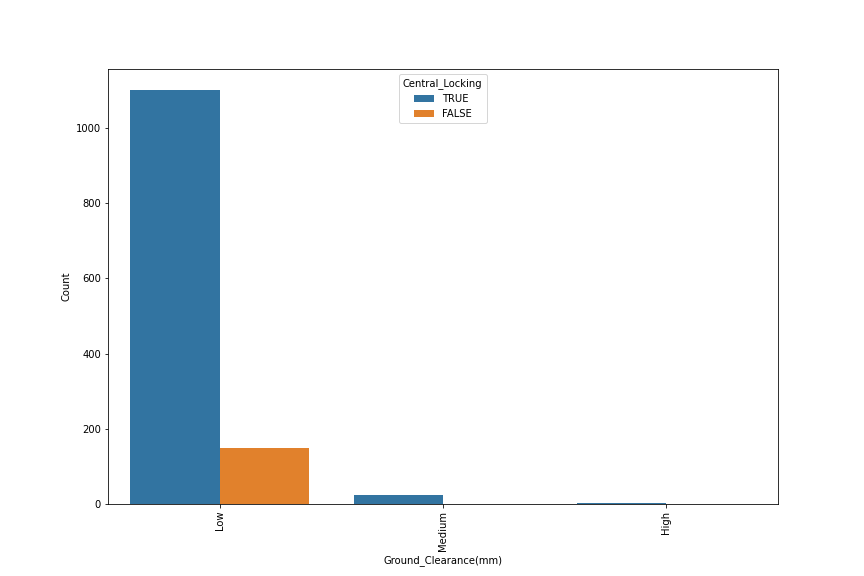 Central_Locking
TRUE
FALSE
1000
800
600
400
200
0
Count
Low
Medium
High
Ground_Clearance(mm)